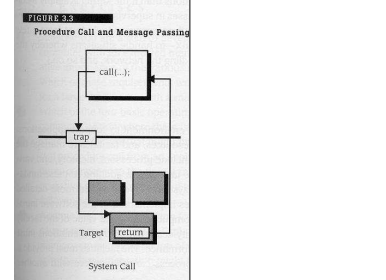 FIGURE 3.3
Procedure Call and Message Passing
call(...);
trap
Target
return
System Call